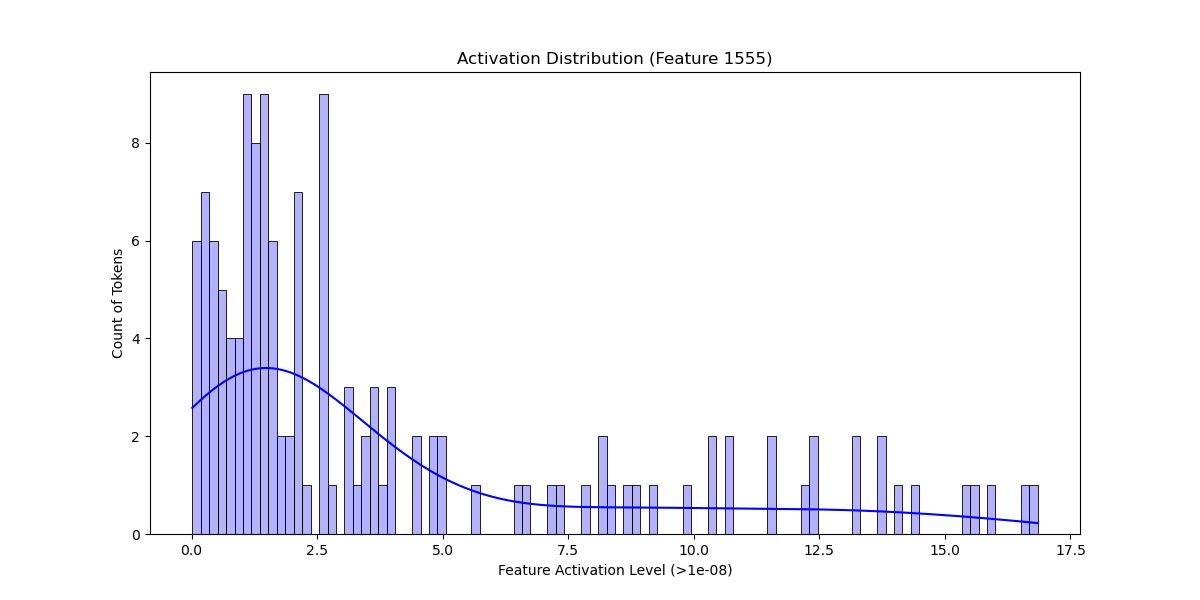 Activation Distribution (Feature 1555)
Count of Tokens
8
6
4
2
0
0.0 2.5 5.0 7.5 10.0 12.5 15.0 17.5
Feature Activation Level (>1e-08)